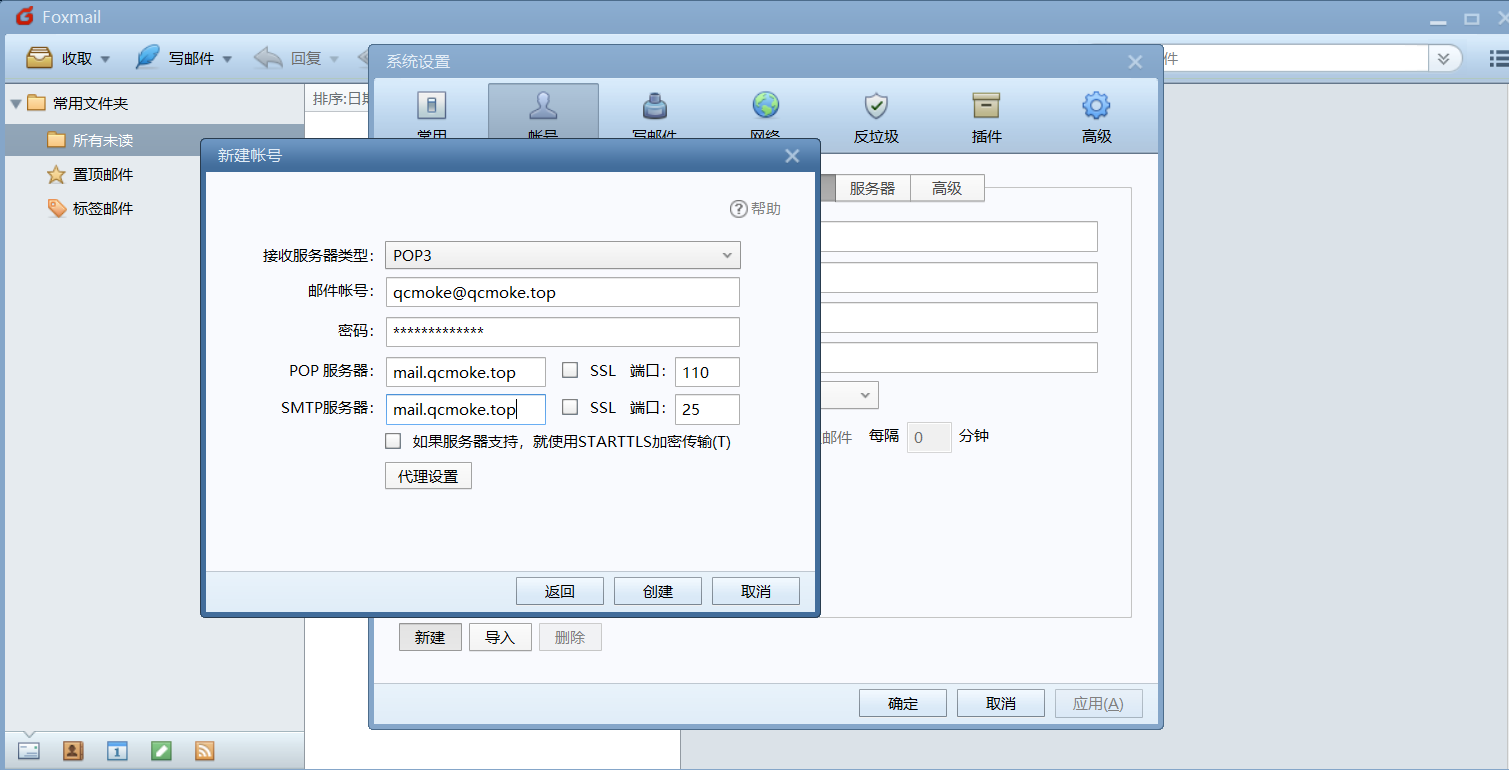 Foxmail
收取
写邮件
回复
件
系统设置
常用
帐号
写邮件
网络
反垃圾
插件
高级
常用文件夹
所有未读
置顶邮件
标签邮件
排序:日期
服务器
高级
邮件 每隔 0 分钟
新建帐号
?帮助
接收服务器类型: POP3
邮件帐号: qcmoke@qcmoke.top
密码: *************
POP 服务器: mail.qcmoke.top SSL 端口: 110
SMTP服务器: mail.qcmoke.top SSL 端口: 25
如果服务器支持，就使用STARTTLS加密传输(T)
代理设置
返回 创建 取消
新建 导入 删除
确定 取消 应用(A)
1